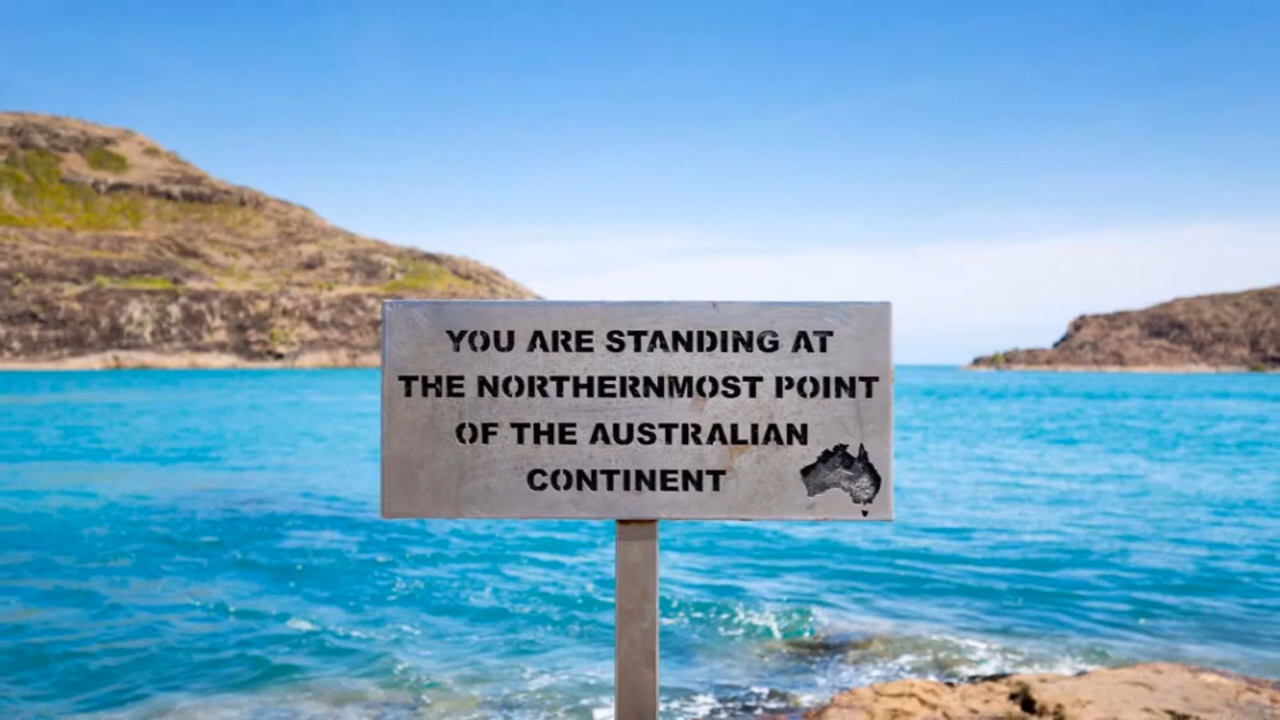 YOU ARE STANDING AT
THE NORTHERNMOST POINT
OF THE AUSTRALIAN
CONTINENT